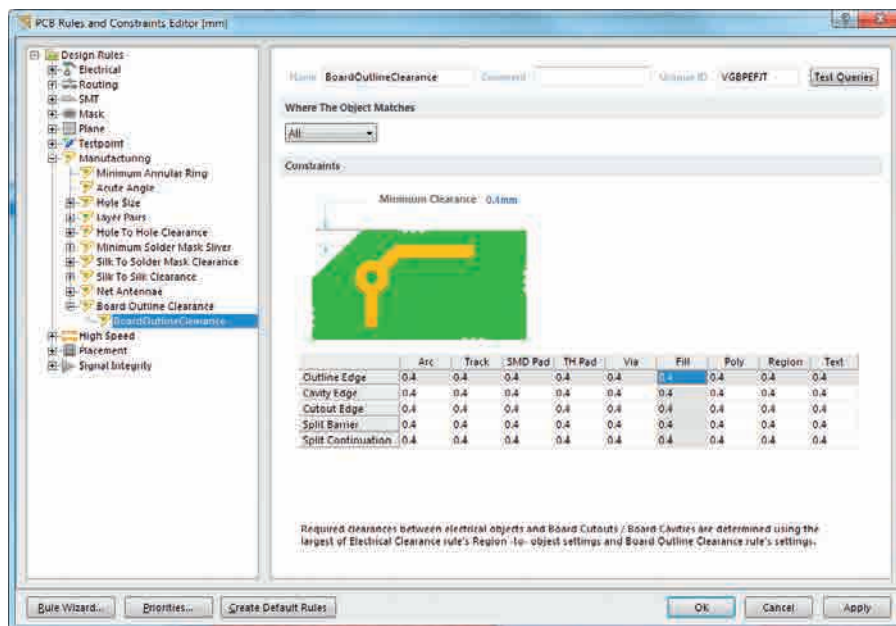 PCB Rules and Constraints Editor [mm]
Design Rules
Electrical
Routing
SMT
Mask
Plane
Testpoint
Manufacturing
Minimum Annular Ring
Acute Angle
Hole Size
Layer Pairs
Hole To Hole Clearance
Minimum Solder Mask Sliver
Silk To Solder Mask Clearance
Silk To Silk Clearance
Net Antennae
Board Outline Clearance
BoardOutlineClearance
High Speed
Placement
Signal Integrity
Name BoardOutlineClearance Comment Unique ID VGBPEFJT Test Queries
Where The Object Matches
All
Constraints
Minimum Clearance 0.4mm
Arc Track SMD Pad TH Pad Via Fill Poly Region Text
Outline Edge 0.4 0.4 0.4 0.4 0.4 0.4 0.4 0.4 0.4
Cavity Edge 0.4 0.4 0.4 0.4 0.4 0.4 0.4 0.4 0.4
Cutout Edge 0.4 0.4 0.4 0.4 0.4 0.4 0.4 0.4 0.4
Split Barrier 0.4 0.4 0.4 0.4 0.4 0.4 0.4 0.4 0.4
Split Continuation 0.4 0.4 0.4 0.4 0.4 0.4 0.4 0.4 0.4
Required clearances between electrical objects and Board Cutouts / Board Cavities are determined using the
largest of Electrical Clearance rule's Region -to- object settings and Board Outline Clearance rule's settings.
Rule Wizard... Priorities... Create Default Rules OK Cancel Apply